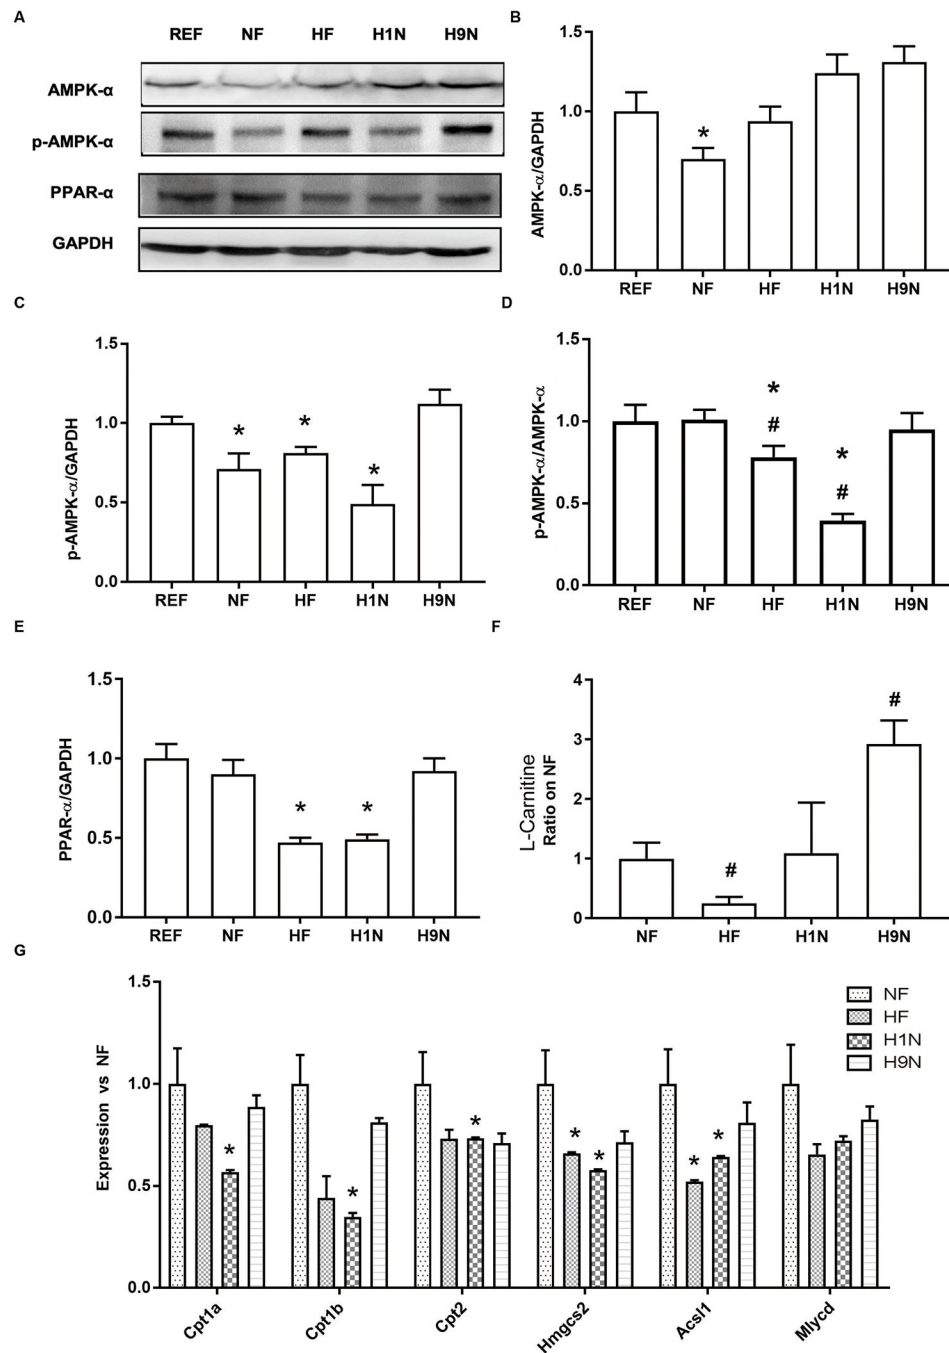 A
REF NF HF H1N H9N
AMPK-α
p-AMPK-α
PPAR-α
GAPDH
B
AMPK-α/GAPDH
1.5
1.0
0.5
0.0
*
REF NF HF H1N H9N
C
p-AMPK-α/GAPDH
1.5
1.0
0.5
0.0
* * *
REF NF HF H1N H9N
D
p-AMPK-α/AMPK-α
1.5
1.0
0.5
0.0
* *
# #
REF NF HF H1N H9N
E
PPAR-α/GAPDH
1.5
1.0
0.5
0.0
* *
REF NF HF H1N H9N
F
L-Carnitine
Ratio on NF
4
3
2
1
0
# #
NF HF H1N H9N
G
Expression vs NF
1.5
1.0
0.5
0.0
NF
HF
H1N
H9N
* * * * * * *
Cpt1a Cpt1b Cpt2 Hmgcs2 Acsl1 Mlycd